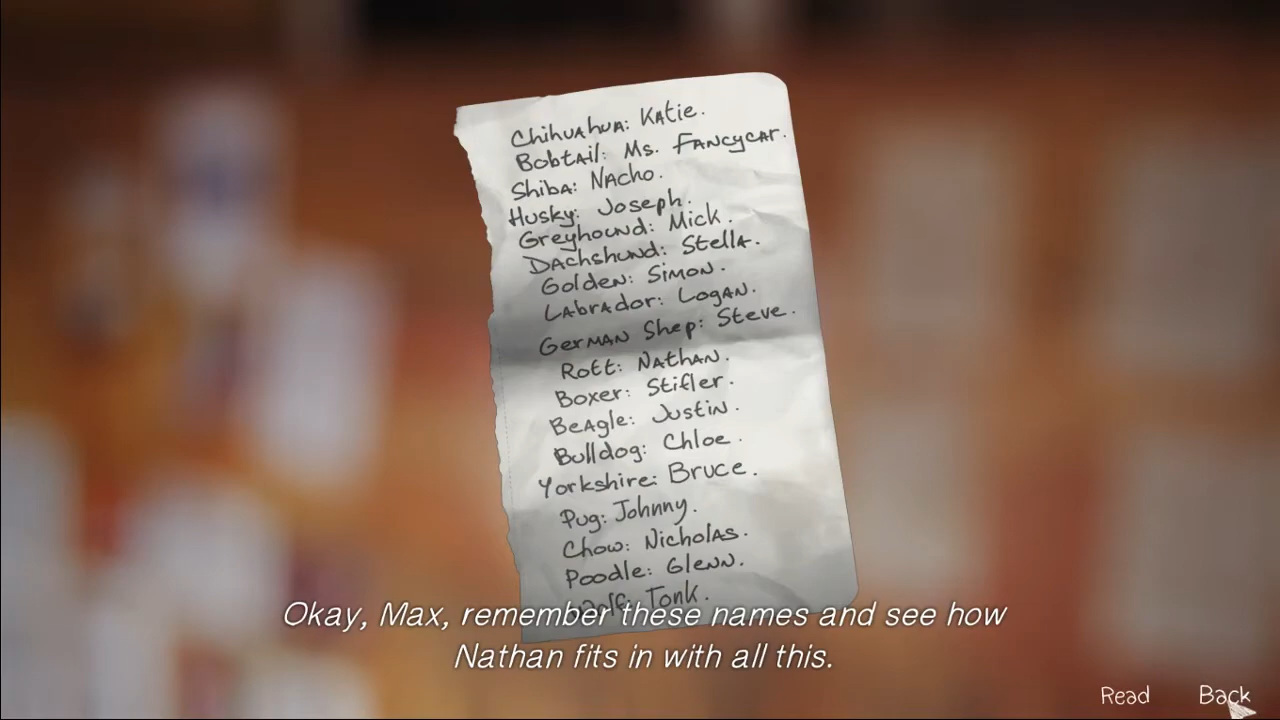 Chihuahua: Katie.
Bobtail: Ms. Fancycar.
Shiba: Nacho.
Husky: Joseph.
Greyhound: Mick.
Dachshund: Stella.
Golden: Simon.
Labrador: Logan.
German Shep: Steve.
Rott: Nathan.
Boxer: Stifler.
Beagle: Justin.
Bulldog: Chloe.
Yorkshire: Bruce.
Pug: Johnny.
Chow: Nicholas.
Poodle: Glenn.
Wolf: Tonk.
Okay, Max, remember these names and see how
Nathan fits in with all this.
Read Back